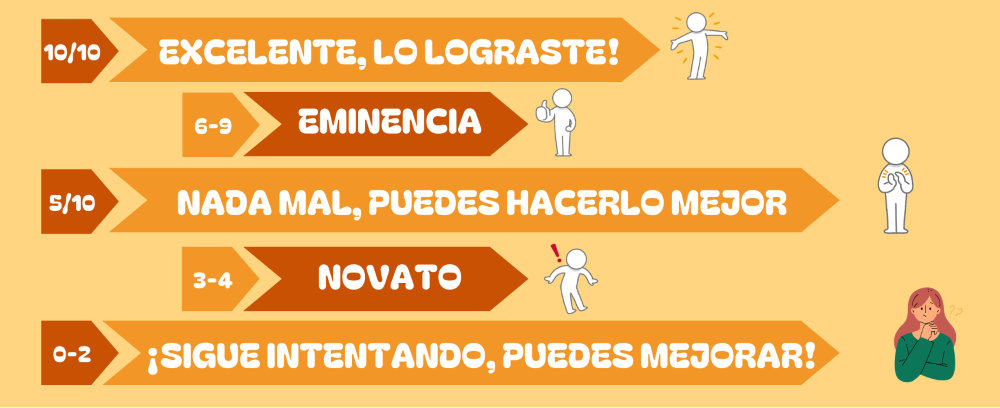 10/10 EXCELENTE, LO LOGRASTE!
6-9 EMINENCIA
5/10 NADA MAL, PUEDES HACERLO MEJOR
3-4 NOVATO
0-2 ¡SIGUE INTENTANDO, PUEDES MEJORAR!